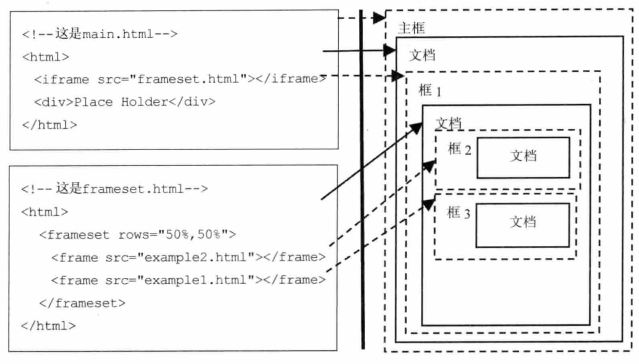 <!--这是main.html-->
<html>
<iframe src="frameset.html"></iframe>
<div>Place Holder</div>
</html>
<!--这是frameset.html-->
<html>
<frameset rows="50%,50%">
<frame src="example2.html"></frame>
<frame src="example1.html"></frame>
</frameset>
</html>
主框
文档
框 1
文档
框 2
文档
框 3
文档